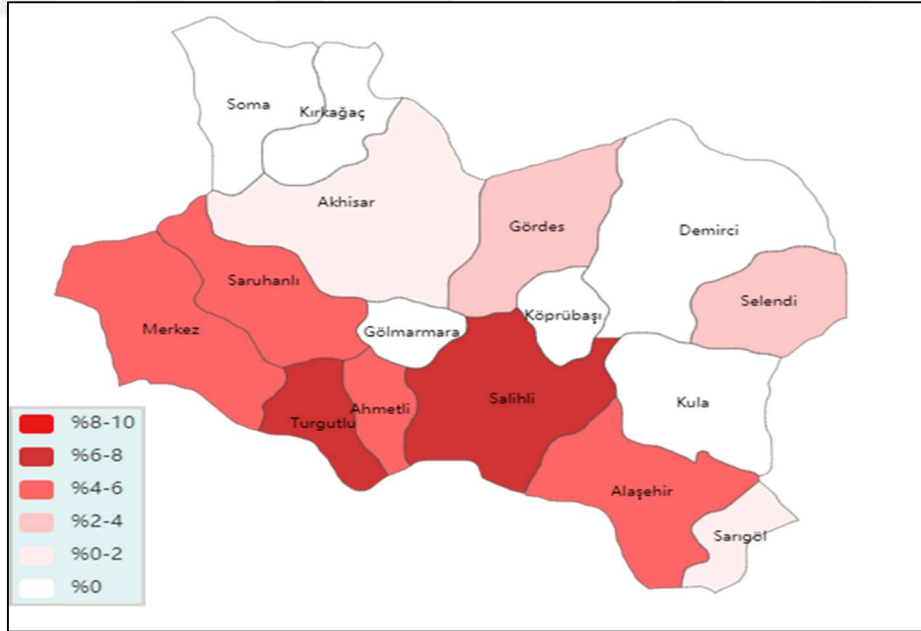 Soma
Kırkağaç
Akhisar
Gördes
Demirci
Saruhanlı
Selendi
Merkez
Gölmarmara
Köprübaşı
Salihli
Kula
Turgutlu
Ahmetli
Alaşehir
Sarıgöl
%8-10
%6-8
%4-6
%2-4
%0-2
%0